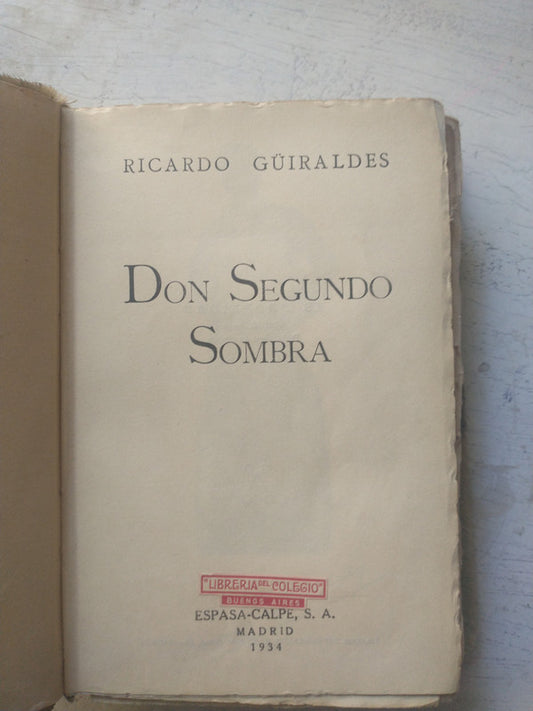 RICARDO GÜIRALDES
DON SEGUNDO
SOMBRA
"LIBRERIA DEL COLEGIO"
BUENOS AIRES
ESPASA-CALPE, S. A.
MADRID
1934